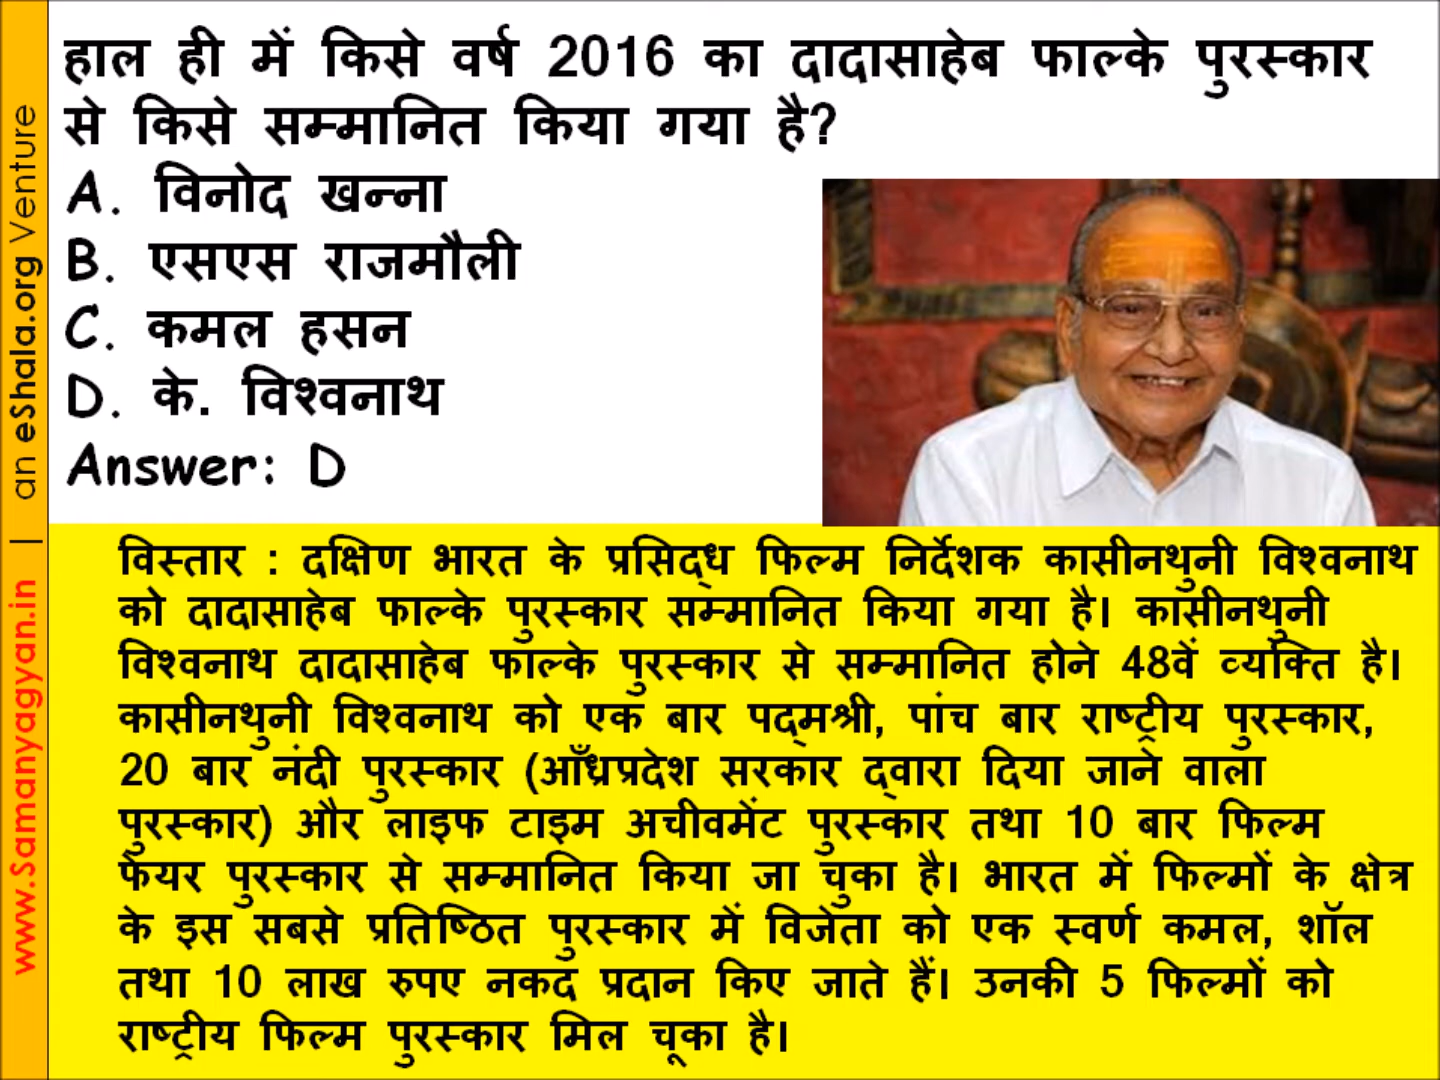 हाल ही में किसे वर्ष 2016 का दादासाहेब फाल्के पुरस्कार
से किसे सम्मानित किया गया है?
A. विनोद खन्ना
B. एसएस राजमौली
C. कमल हसन
D. के. विश्वनाथ
Answer: D
विस्तार : दक्षिण भारत के प्रसिद्ध फिल्म निर्देशक कासीनथुनी विश्वनाथ
को दादासाहेब फाल्के पुरस्कार सम्मानित किया गया है। कासीनथुनी
विश्वनाथ दादासाहेब फाल्के पुरस्कार से सम्मानित होने 48वें व्यक्ति है।
कासीनथुनी विश्वनाथ को एक बार पद्मश्री, पांच बार राष्ट्रीय पुरस्कार,
20 बार नंदी पुरस्कार (आँध्रप्रदेश सरकार द्वारा दिया जाने वाला
पुरस्कार) और लाइफ टाइम अचीवमेंट पुरस्कार तथा 10 बार फिल्म
फेयर पुरस्कार से सम्मानित किया जा चुका है। भारत में फिल्मों के क्षेत्र
के इस सबसे प्रतिष्ठित पुरस्कार में विजेता को एक स्वर्ण कमल, शॉल
तथा 10 लाख रुपए नकद प्रदान किए जाते हैं। उनकी 5 फिल्मों को
राष्ट्रीय फिल्म पुरस्कार मिल चूका है।
www.Samanyagyan.in | an eShala.org Venture